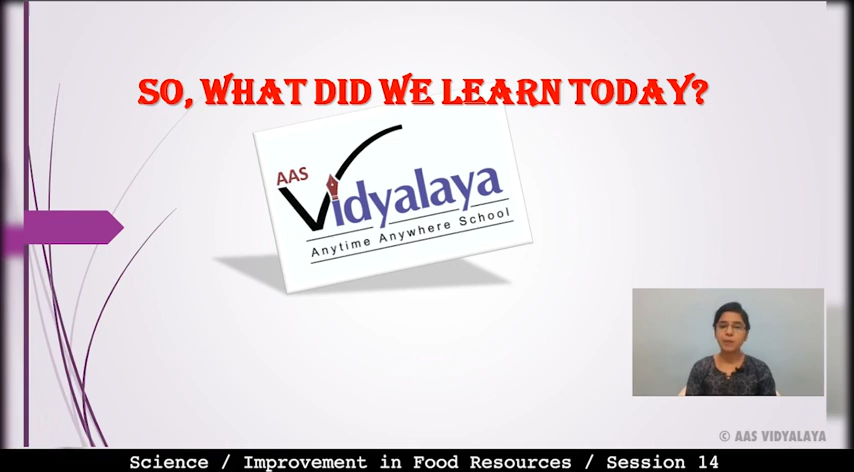 SO, WHAT DID WE LEARN TODAY?
AAS
Vidyalaya
Anytime Anywhere School
© AAS VIDYALAYA
Science / Improvement in Food Resources / Session 14